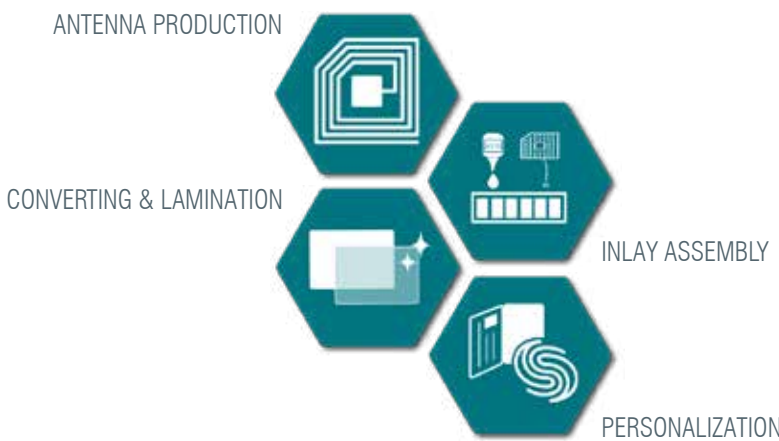 ANTENNA PRODUCTION
CONVERTING & LAMINATION
INLAY ASSEMBLY
PERSONALIZATION